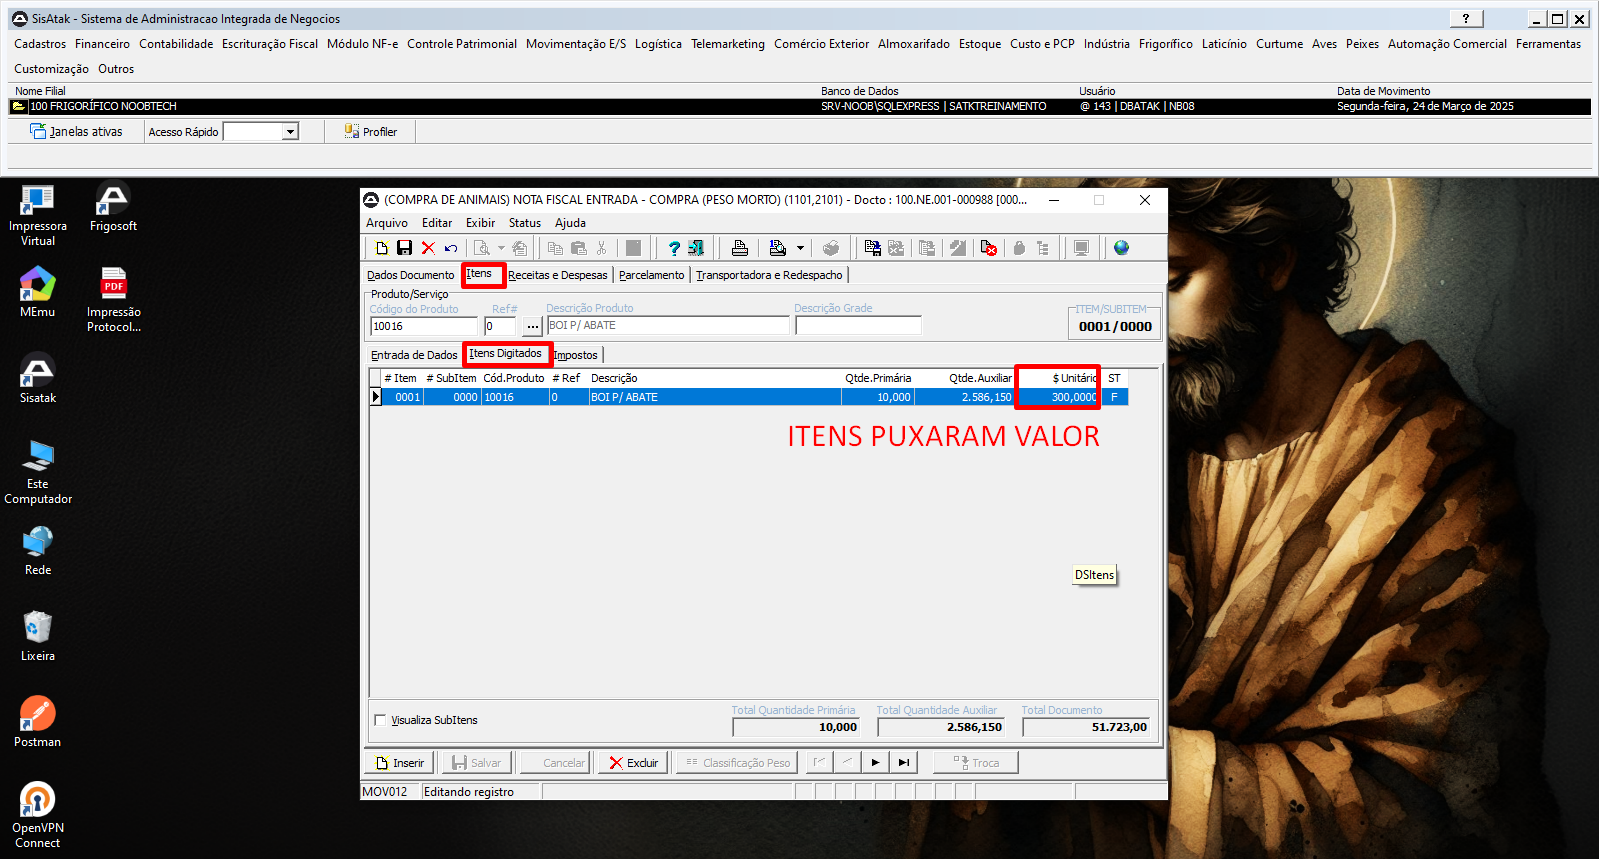 SisAtak - Sistema de Administracao Integrada de Negocios
?
Cadastros Financeiro Contabilidade Escrituração Fiscal Módulo NF-e Controle Patrimonial Movimentação E/S Logística Telemarketing Comércio Exterior Almoxarifado Estoque Custo e PCP Indústria Frigorífico Laticínio Curtume Aves Peixes Automação Comercial Ferramentas
Customização Outros
Nome Filial Banco de Dados Usuário Data de Movimento
100 FRIGORÍFICO NOOBTECH SRV-NOOB\SQLEXPRESS | SATKTREINAMENTO @ 143 | DBATAK | NB08 Segunda-feira, 24 de Março de 2025
Janelas ativas Acesso Rápido Profiler
Impressora Virtual
Frigosoft
MEmu
PDF
Impressão Protocol...
Sisatak
Este Computador
Rede
Lixeira
Postman
OpenVPN Connect
(COMPRA DE ANIMAIS) NOTA FISCAL ENTRADA - COMPRA (PESO MORTO) (1101,2101) - Docto : 100.NE.001-000988 [000...
Arquivo Editar Exibir Status Ajuda
Dados Documento Itens Receitas e Despesas Parcelamento Transportadora e Redespacho
Produto/Serviço
Código do Produto Ref# Descrição Produto Descrição Grade ITEM/SUBITEM
10016 0 ... BOI P/ ABATE 0001/0000
Entrada de Dados Itens Digitados Impostos
# Item # SubItem Cód.Produto # Ref Descrição Qtde.Primária Qtde.Auxiliar $ Unitário ST
0001 0000 10016 0 BOI P/ ABATE 10,000 2.586,150 300,0000 F
ITENS PUXARAM VALOR
DSItens
Visualiza SubItens
Total Quantidade Primária Total Quantidade Auxiliar Total Documento
10,000 2.586,150 51.723,00
Inserir Salvar Cancelar Excluir Classificação Peso Troca
MOV012 Editando registro